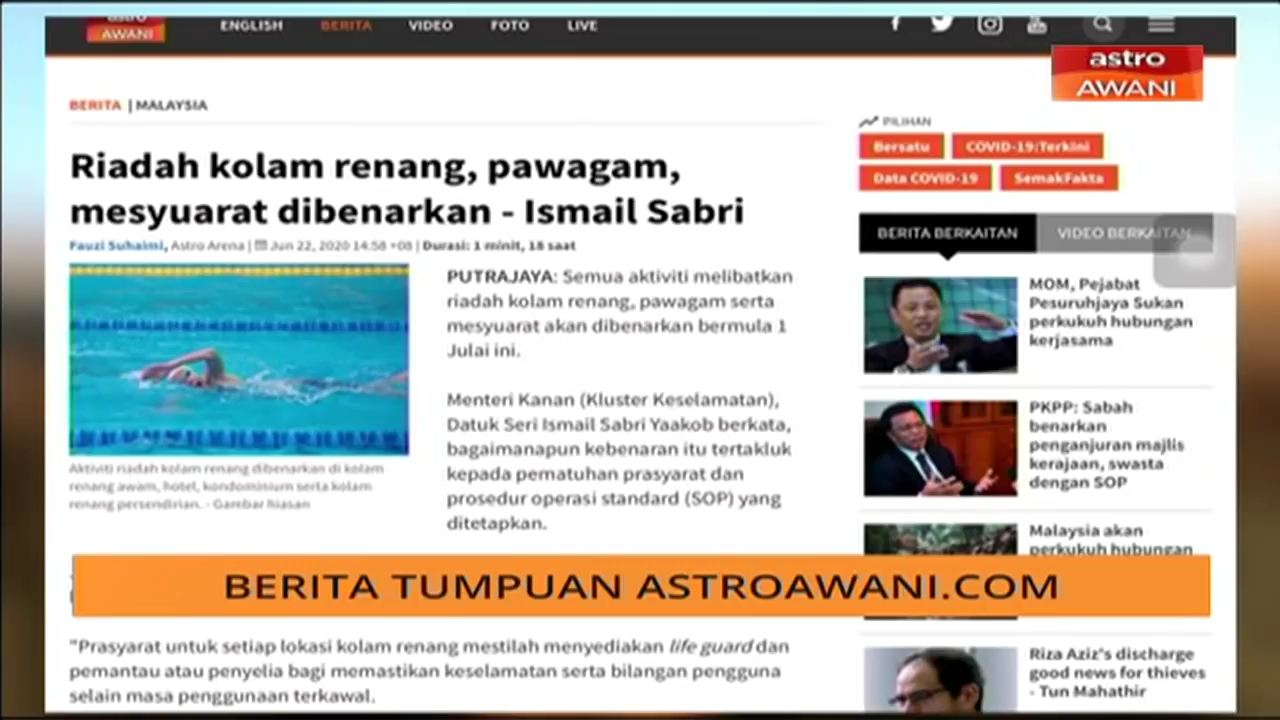 astro
AWANI
ENGLISH BERITA VIDEO FOTO LIVE
astro
AWANI
BERITA | MALAYSIA
Riadah kolam renang, pawagam,
mesyuarat dibenarkan - Ismail Sabri
Fauzi Suhaimi, Astro Arena | Jun 22, 2020 14:58 +08 | Durasi: 1 minit, 18 saat
Aktiviti riadah kolam renang dibenarkan di kolam
renang awam, hotel, kondominium serta kolam
renang persendirian. - Gambar hiasan
PUTRAJAYA: Semua aktiviti melibatkan
riadah kolam renang, pawagam serta
mesyuarat akan dibenarkan bermula 1
Julai ini.
Menteri Kanan (Kluster Keselamatan),
Datuk Seri Ismail Sabri Yaakob berkata,
bagaimanapun kebenaran itu tertakluk
kepada pematuhan prasyarat dan
prosedur operasi standard (SOP) yang
ditetapkan.
"Prasyarat untuk setiap lokasi kolam renang mestilah menyediakan life guard dan
pemantau atau penyelia bagi memastikan keselamatan serta bilangan pengguna
selain masa penggunaan terkawal.
PILIHAN
Bersatu COVID-19:Terkini
Data COVID-19 SemakFakta
BERITA BERKAITAN VIDEO BERKAITAN
MOM, Pejabat
Pesuruhjaya Sukan
perkukuh hubungan
kerjasama
PKPP: Sabah
benarkan
penganjuran majlis
kerajaan, swasta
dengan SOP
Malaysia akan
perkukuh hubungan
Riza Aziz's discharge
good news for thieves
- Tun Mahathir
BERITA TUMPUAN ASTROAWANI.COM